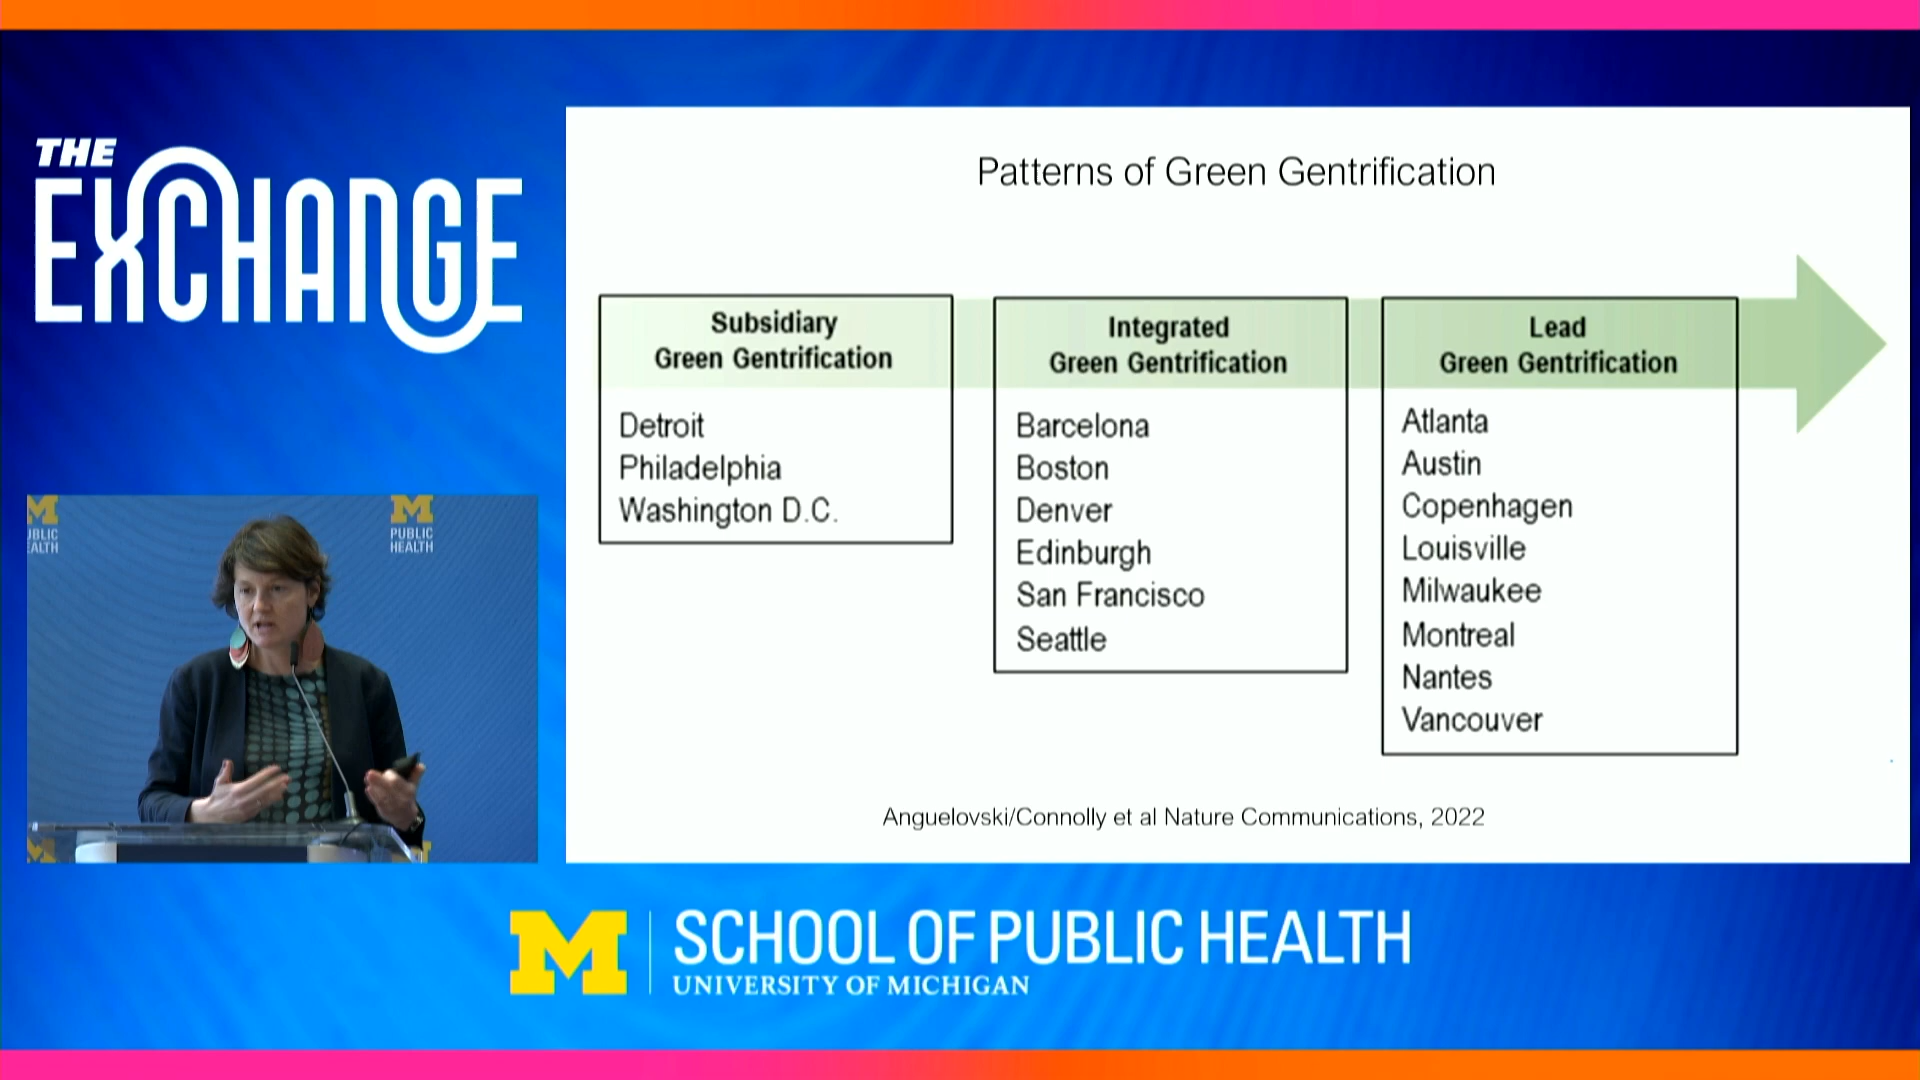 THE
EXCHANGE
Patterns of Green Gentrification
Subsidiary
Green Gentrification
Detroit
Philadelphia
Washington D.C.
Integrated
Green Gentrification
Barcelona
Boston
Denver
Edinburgh
San Francisco
Seattle
Lead
Green Gentrification
Atlanta
Austin
Copenhagen
Louisville
Milwaukee
Montreal
Nantes
Vancouver
Anguelovski/Connolly et al Nature Communications, 2022
M
UBLIC
EALTH
M
PUBLIC
HEALTH
M
SCHOOL OF PUBLIC HEALTH
UNIVERSITY OF MICHIGAN